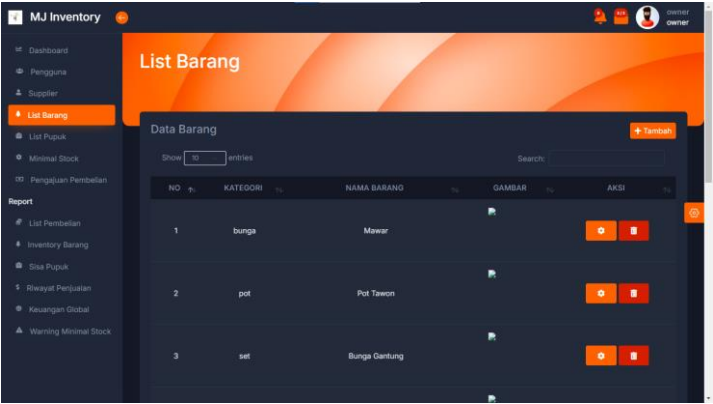 MJ Inventory
owner
owner
Dashboard
Pengguna
Supplier
List Barang
List Pupuk
Minimal Stock
Pengajuan Pembelian
Report
List Pembelian
Inventory Barang
Sisa Pupuk
Riwayat Penjualan
Keuangan Global
Warning Minimal Stock
List Barang
Data Barang
+ Tambah
Show 10 entries
Search:
NO KATEGORI NAMA BARANG GAMBAR AKSI
1 bunga Mawar
2 pot Pot Tawon
3 set Bunga Gantung